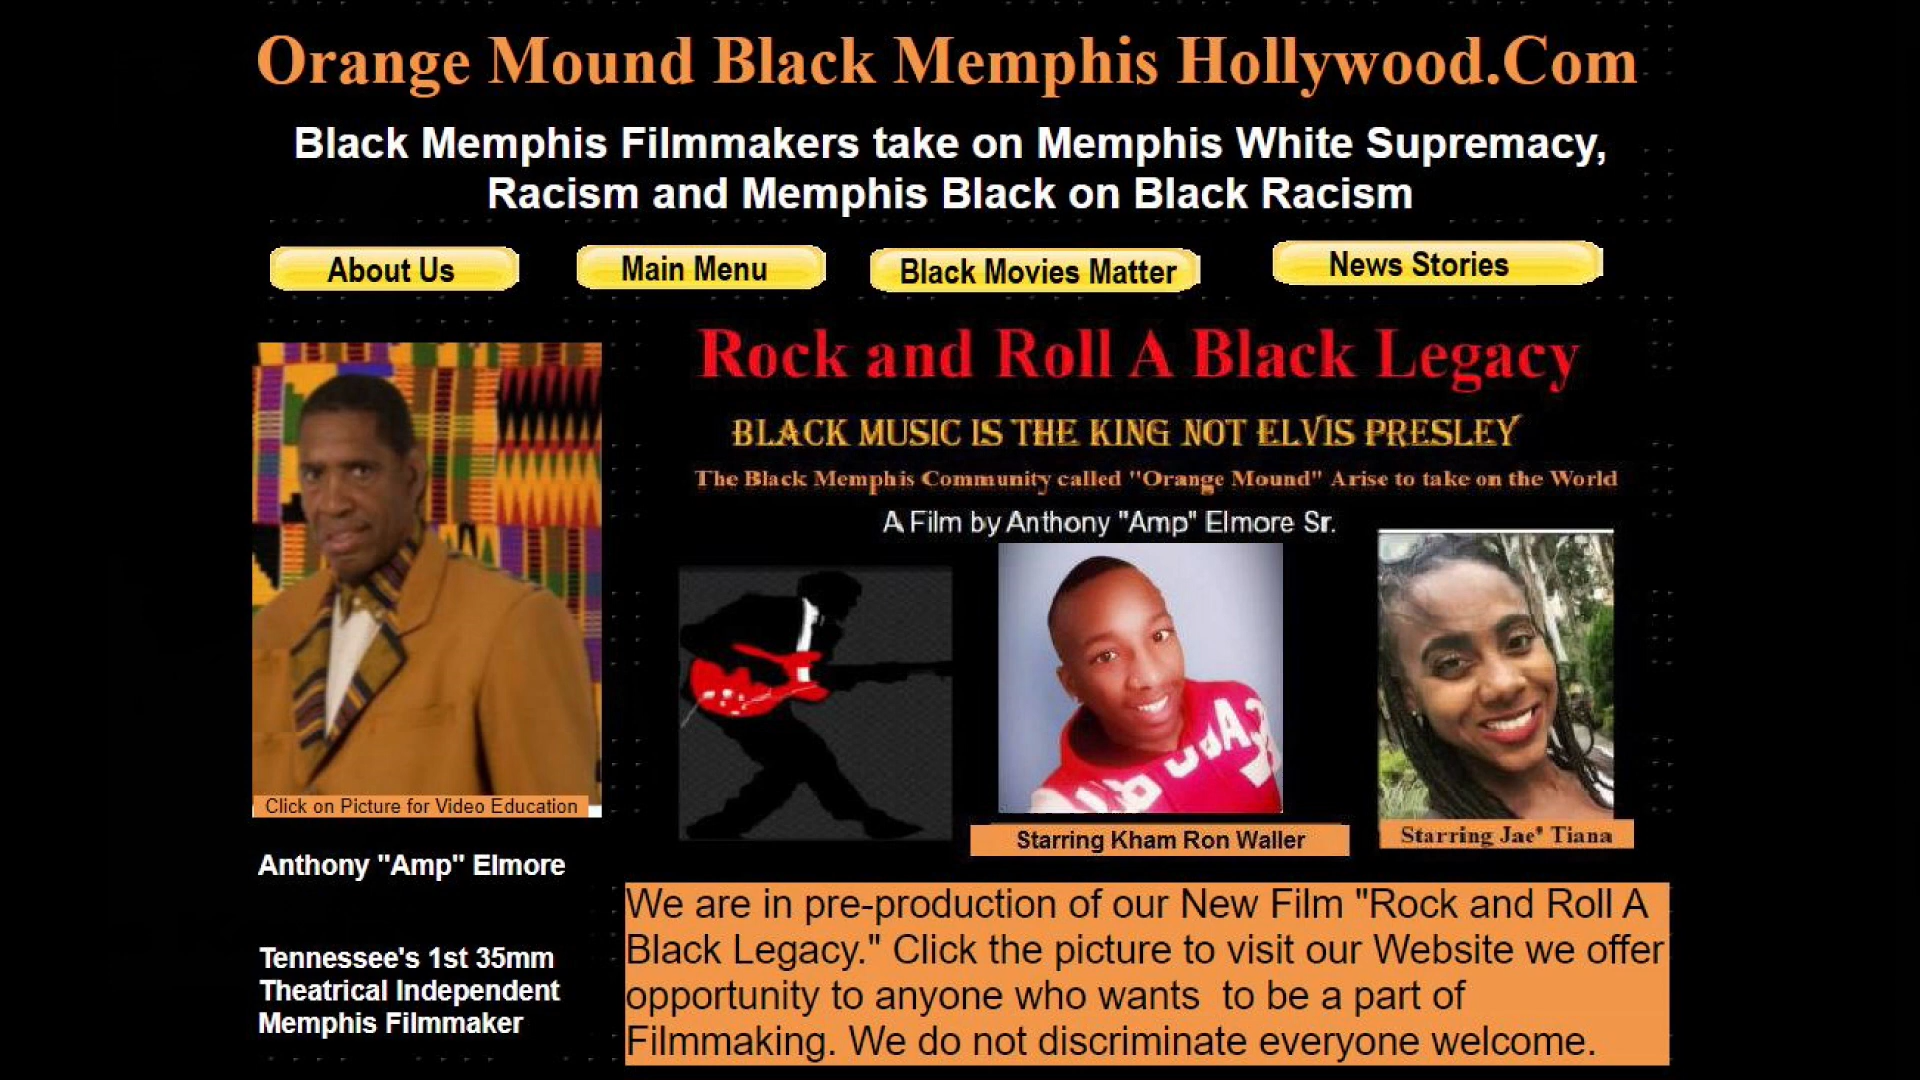 Orange Mound Black Memphis Hollywood.Com
Black Memphis Filmmakers take on Memphis White Supremacy,
Racism and Memphis Black on Black Racism
About Us
Main Menu
Black Movies Matter
News Stories
Rock and Roll A Black Legacy
BLACK MUSIC IS THE KING NOT ELVIS PRESLEY
The Black Memphis Community called "Orange Mound" Arise to take on the World
A Film by Anthony "Amp" Elmore Sr.
Click on Picture for Video Education
Starring Kham Ron Waller
Starring Jae' Tiana
Anthony "Amp" Elmore
Tennessee's 1st 35mm
Theatrical Independent
Memphis Filmmaker
We are in pre-production of our New Film "Rock and Roll A
Black Legacy." Click the picture to visit our Website we offer
opportunity to anyone who wants  to be a part of
Filmmaking. We do not discriminate everyone welcome.